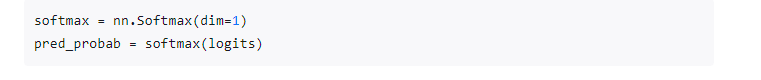 softmax = nn.Softmax(dim=1)
pred_probab = softmax(logits)